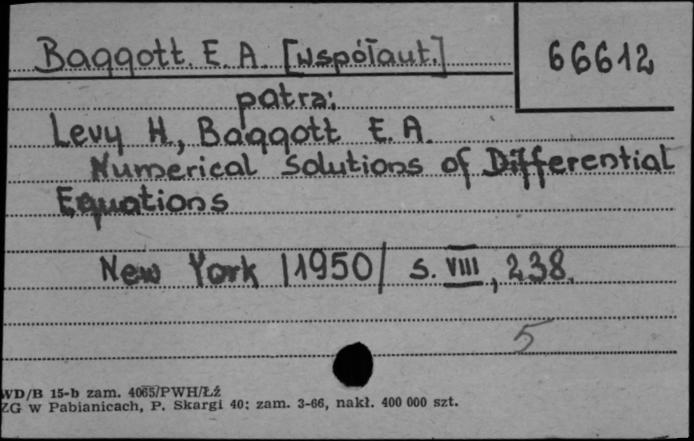 Baggott. E. A. [współaut.]
66612
patrz:
Levy H., Baggott E. A.
Numerical Solutions of Differential
Equations
New York /1950/ s. VIII, 238.
5
WD/B 15-b zam. 4065/PWH/Łź
ZG w Pabianicach, P. Skargi 40; zam. 3-66, nakł. 400 000 szt.